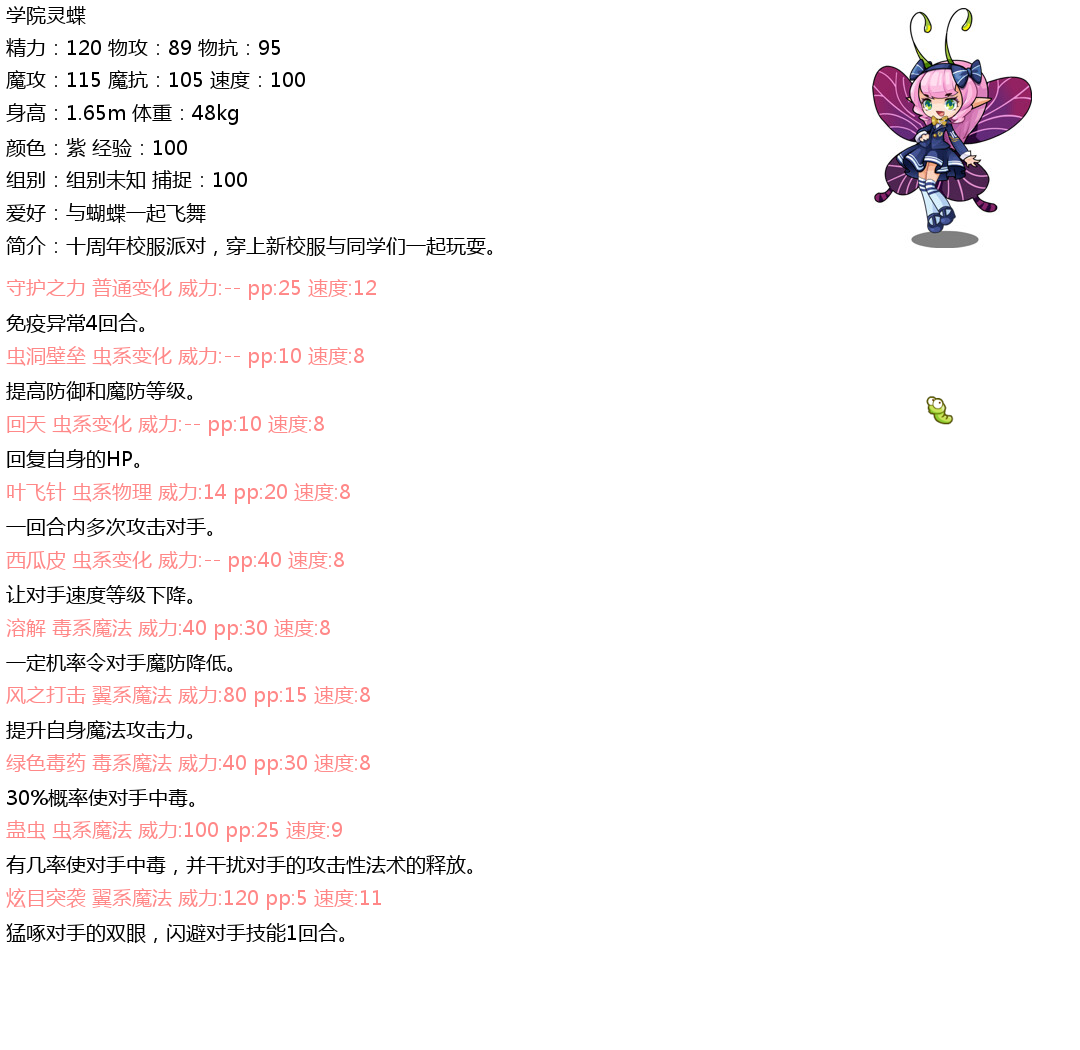 学院灵蝶
精力：120 物攻：89 物抗：95
魔攻：115 魔抗：105 速度：100
身高：1.65m 体重：48kg
颜色：紫 经验：100
组别：组别未知 捕捉：100
爱好：与蝴蝶一起飞舞
简介：十周年校服派对，穿上新校服与同学们一起玩耍。
守护之力 普通变化 威力:-- pp:25 速度:12
免疫异常4回合。
虫洞壁垒 虫系变化 威力:-- pp:10 速度:8
提高防御和魔防等级。
回天 虫系变化 威力:-- pp:10 速度:8
回复自身的HP。
叶飞针 虫系物理 威力:14 pp:20 速度:8
一回合内多次攻击对手。
西瓜皮 虫系变化 威力:-- pp:40 速度:8
让对手速度等级下降。
溶解 毒系魔法 威力:40 pp:30 速度:8
一定机率令对手魔防降低。
风之打击 翼系魔法 威力:80 pp:15 速度:8
提升自身魔法攻击力。
绿色毒药 毒系魔法 威力:40 pp:30 速度:8
30%概率使对手中毒。
蛊虫 虫系魔法 威力:100 pp:25 速度:9
有几率使对手中毒，并干扰对手的攻击性法术的释放。
炫目突袭 翼系魔法 威力:120 pp:5 速度:11
猛啄对手的双眼，闪避对手技能1回合。